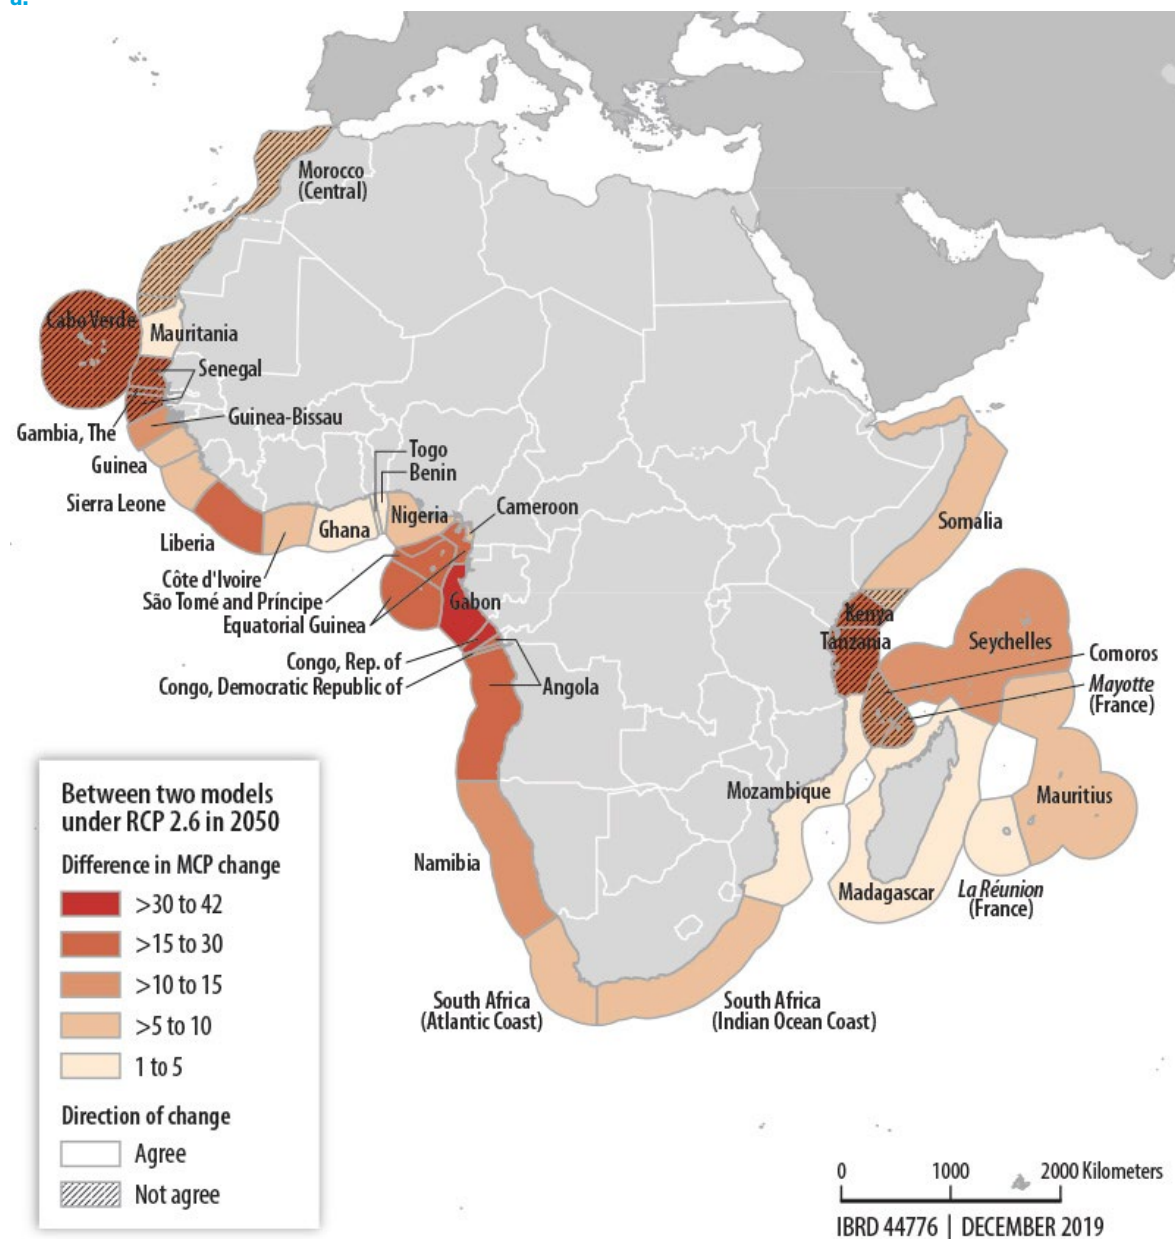 a.
Morocco
(Central)
Cabo Verde
Mauritania
Senegal
Gambia, The
Guinea-Bissau
Guinea
Togo
Benin
Sierra Leone
Cameroon
Nigeria
Ghana
Liberia
Somalia
Côte d'Ivoire
São Tomé and Príncipe
Gabon
Kenya
Equatorial Guinea
Tanzania
Seychelles
Congo, Rep. of
Comoros
Congo, Democratic Republic of
Angola
Mayotte
(France)
Mozambique
Mauritius
Namibia
Madagascar
La Réunion
(France)
South Africa
(Atlantic Coast)
South Africa
(Indian Ocean Coast)
Between two models
under RCP 2.6 in 2050
Difference in MCP change
>30 to 42
>15 to 30
>10 to 15
>5 to 10
1 to 5
Direction of change
Agree
Not agree
0 1000 2000 Kilometers
IBRD 44776 | DECEMBER 2019